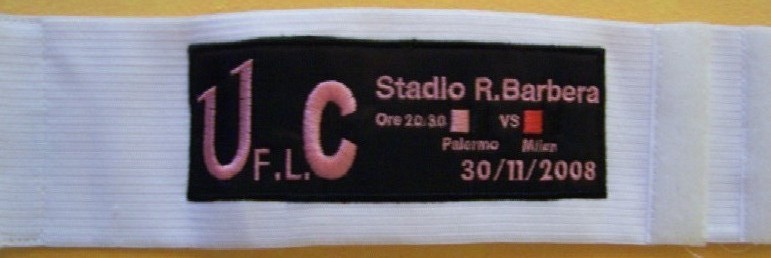 U F.L. C
Stadio R.Barbera
Ore 20:30 VS
Palermo Milan
30/11/2008